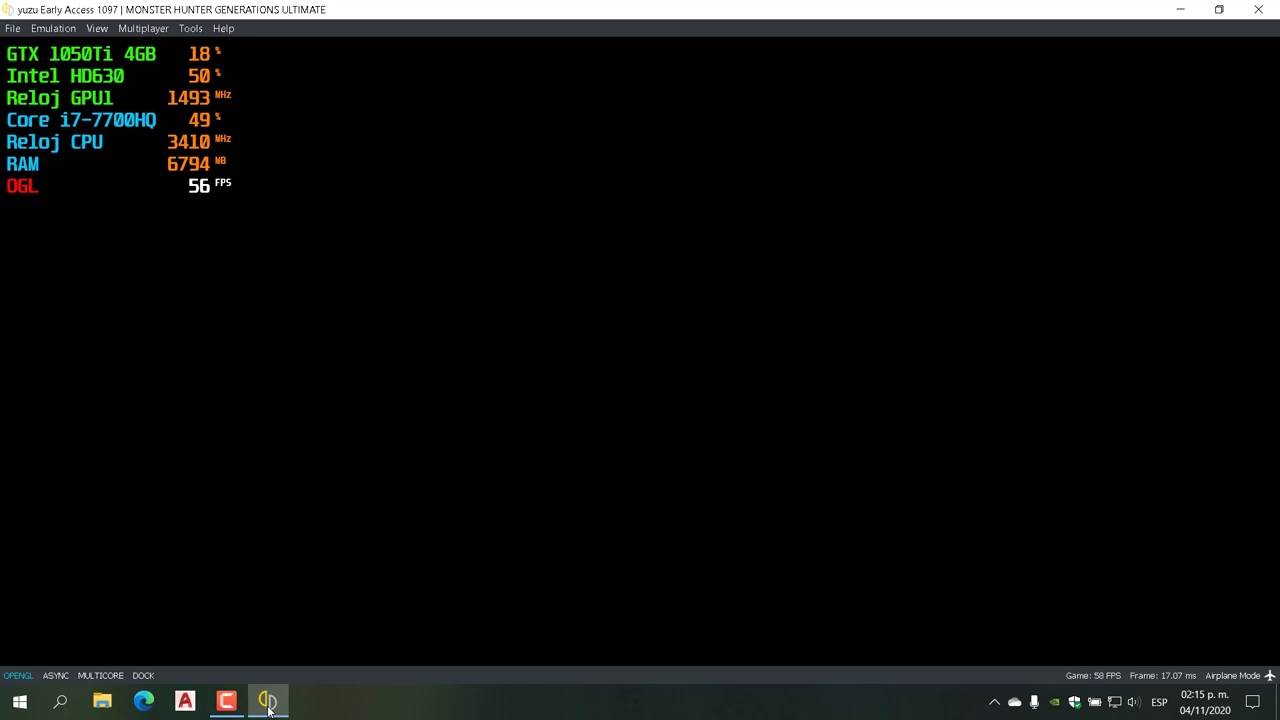 yuzu Early Access 1097 | MONSTER HUNTER GENERATIONS ULTIMATE
File Emulation View Multiplayer Tools Help
GTX 1050Ti 4GB 18 %
Intel HD630 50 %
Reloj GPU1 1493 MHz
Core i7-7700HQ 49 %
Reloj CPU 3410 MHz
RAM 6794 MB
OGL 56 FPS
OPENGL ASYNC MULTICORE DOCK Game: 58 FPS Frame: 17.07 ms Airplane Mode
ESP 02:15 p. m.
04/11/2020